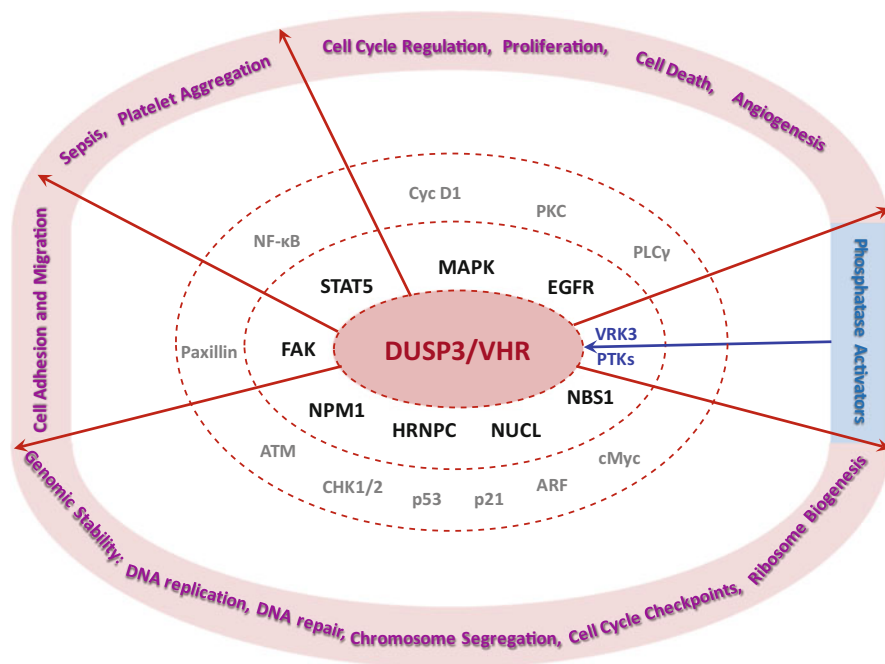 Cell Cycle Regulation, Proliferation, Cell Death, Angiogenesis
Sepsis, Platelet Aggregation
Cyc D1
PKC
NF-κB
PLCγ
MAPK
STAT5
EGFR
Cell Adhesion and Migration
Phosphatase Activators
VRK3
Paxillin
FAK
DUSP3/VHR
PTKs
NBS1
NPM1
HRNPC
NUCL
ATM
cMyc
CHK1/2
p53
p21
ARF
Genomic Stability: DNA replication, DNA repair, Chromosome Segregation, Cell Cycle Checkpoints, Ribosome Biogenesis